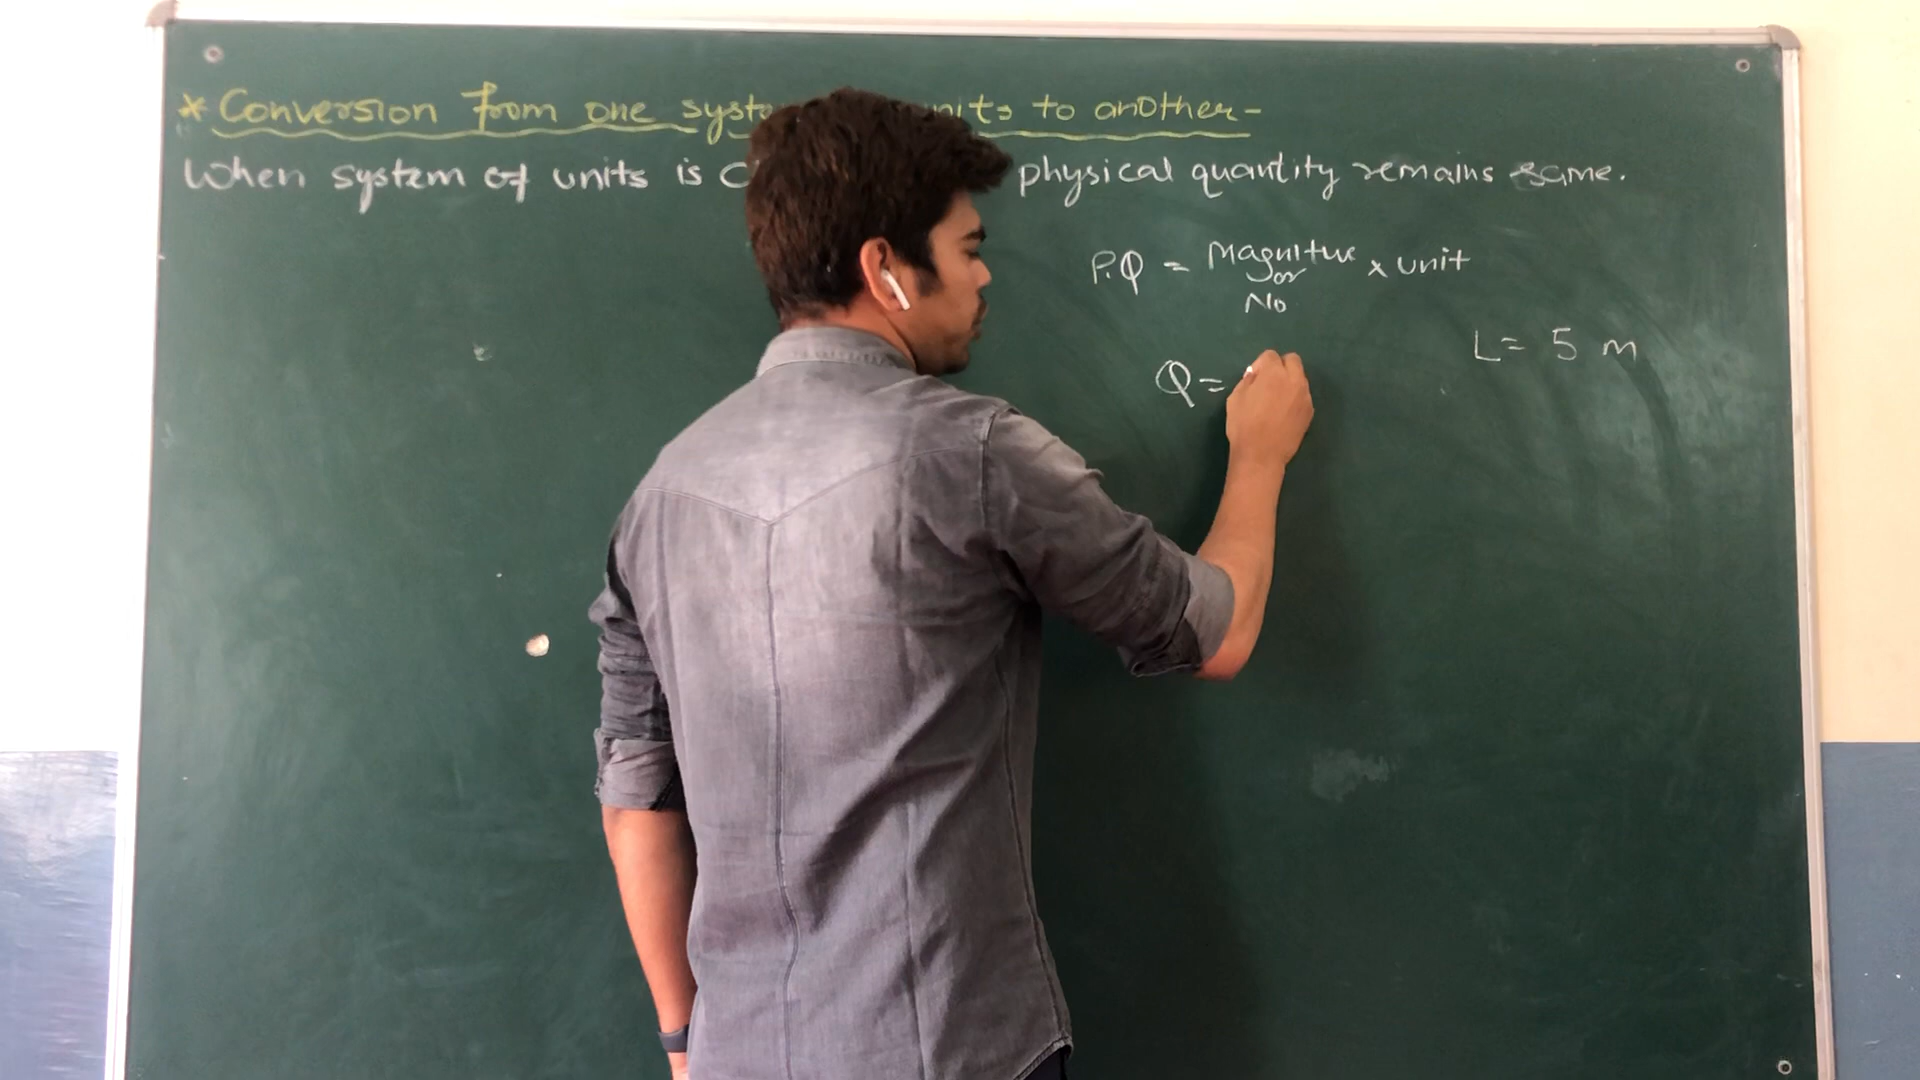 * Conversion from one syst nits to another-
When system of units is C physical quantity remains same.
P.Q = Magnitue x unit
or
No
L = 5 m
Q =